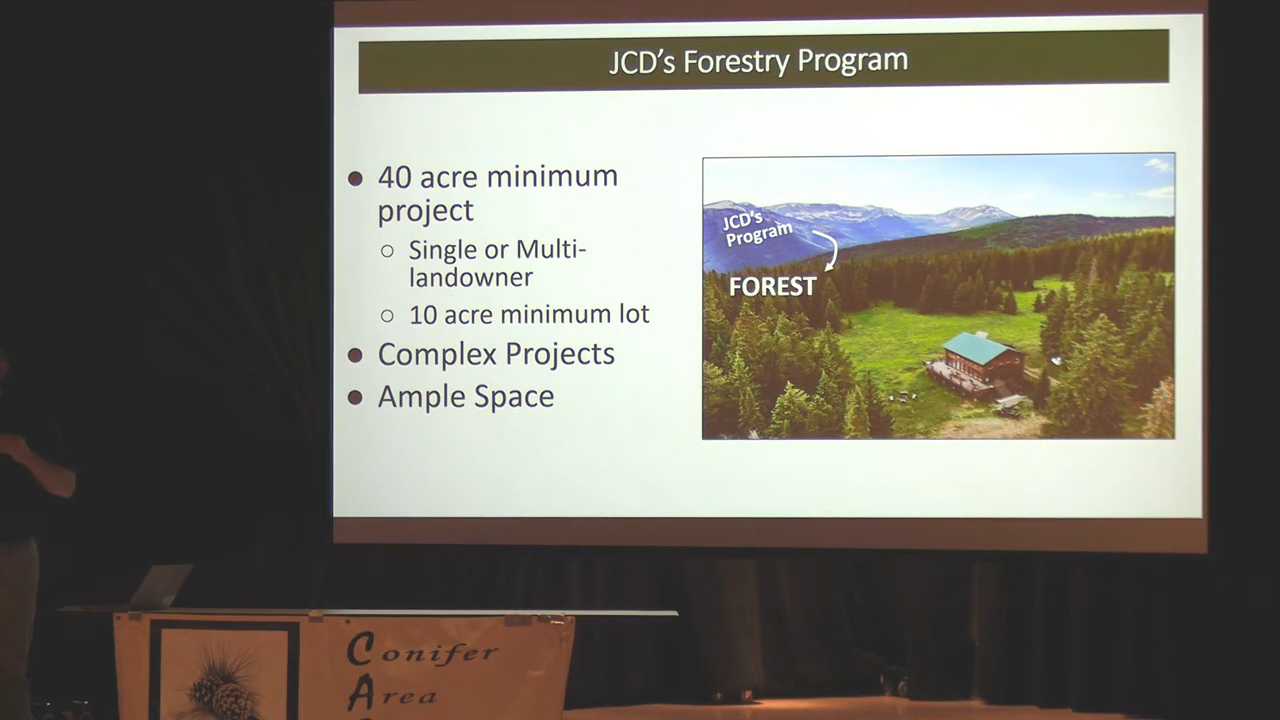 JCD's Forestry Program
● 40 acre minimum
project
○ Single or Multi-
landowner
○ 10 acre minimum lot
● Complex Projects
● Ample Space
JCD's
Program
FOREST
Conifer
Area